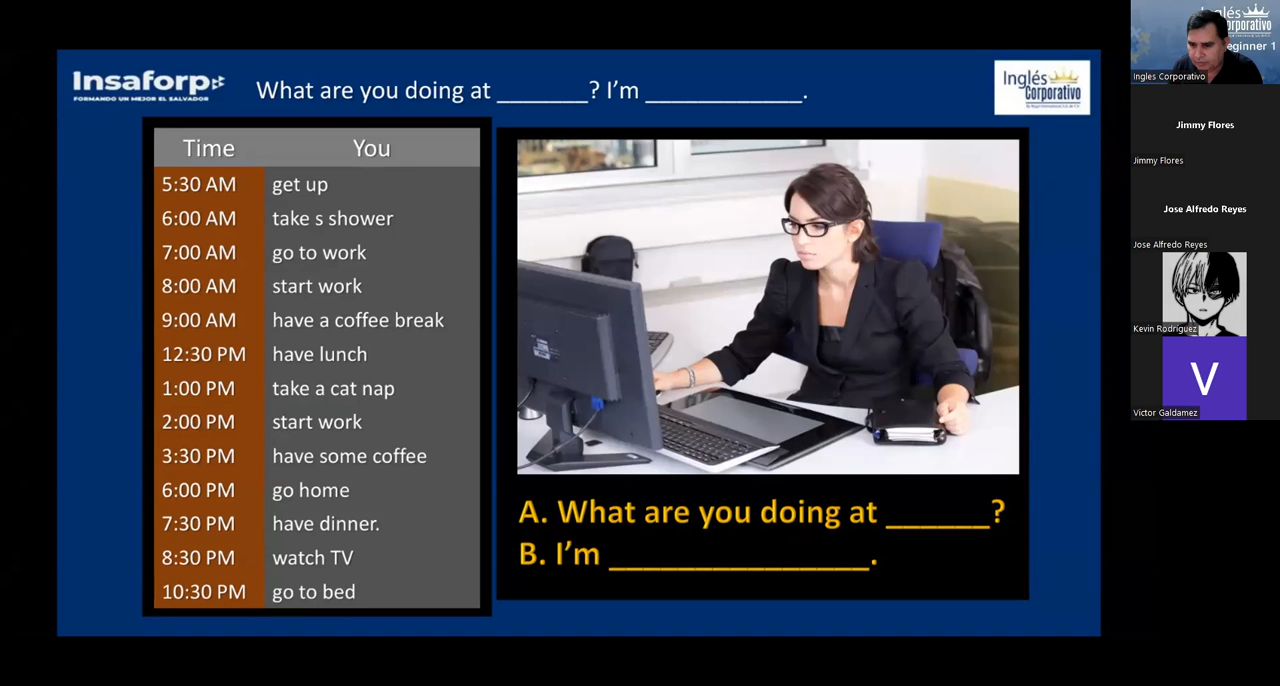 Insaforp
FORMANDO UN MEJOR EL SALVADOR
What are you doing at _______? I'm ____________.
Inglés
Corporativo
Time You
5:30 AM get up
6:00 AM take s shower
7:00 AM go to work
8:00 AM start work
9:00 AM have a coffee break
12:30 PM have lunch
1:00 PM take a cat nap
2:00 PM start work
3:30 PM have some coffee
6:00 PM go home
7:30 PM have dinner.
8:30 PM watch TV
10:30 PM go to bed
A. What are you doing at ______?
B. I'm _______________.
Ingles Corporativo
Jimmy Flores
Jimmy Flores
Jose Alfredo Reyes
Jose Alfredo Reyes
Kevin Rodríguez
V
Victor Galdamez